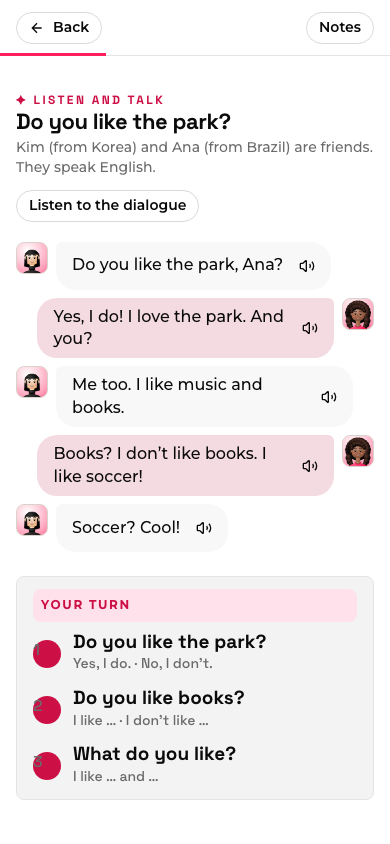 Back
Notes
LISTEN AND TALK
Do you like the park?
Kim (from Korea) and Ana (from Brazil) are friends.
They speak English.
Listen to the dialogue
Do you like the park, Ana?
Yes, I do! I love the park. And
you?
Me too. I like music and
books.
Books? I don’t like books. I
like soccer!
Soccer? Cool!
YOUR TURN
1
Do you like the park?
Yes, I do. · No, I don’t.
2
Do you like books?
I like … · I don’t like …
3
What do you like?
I like … and …